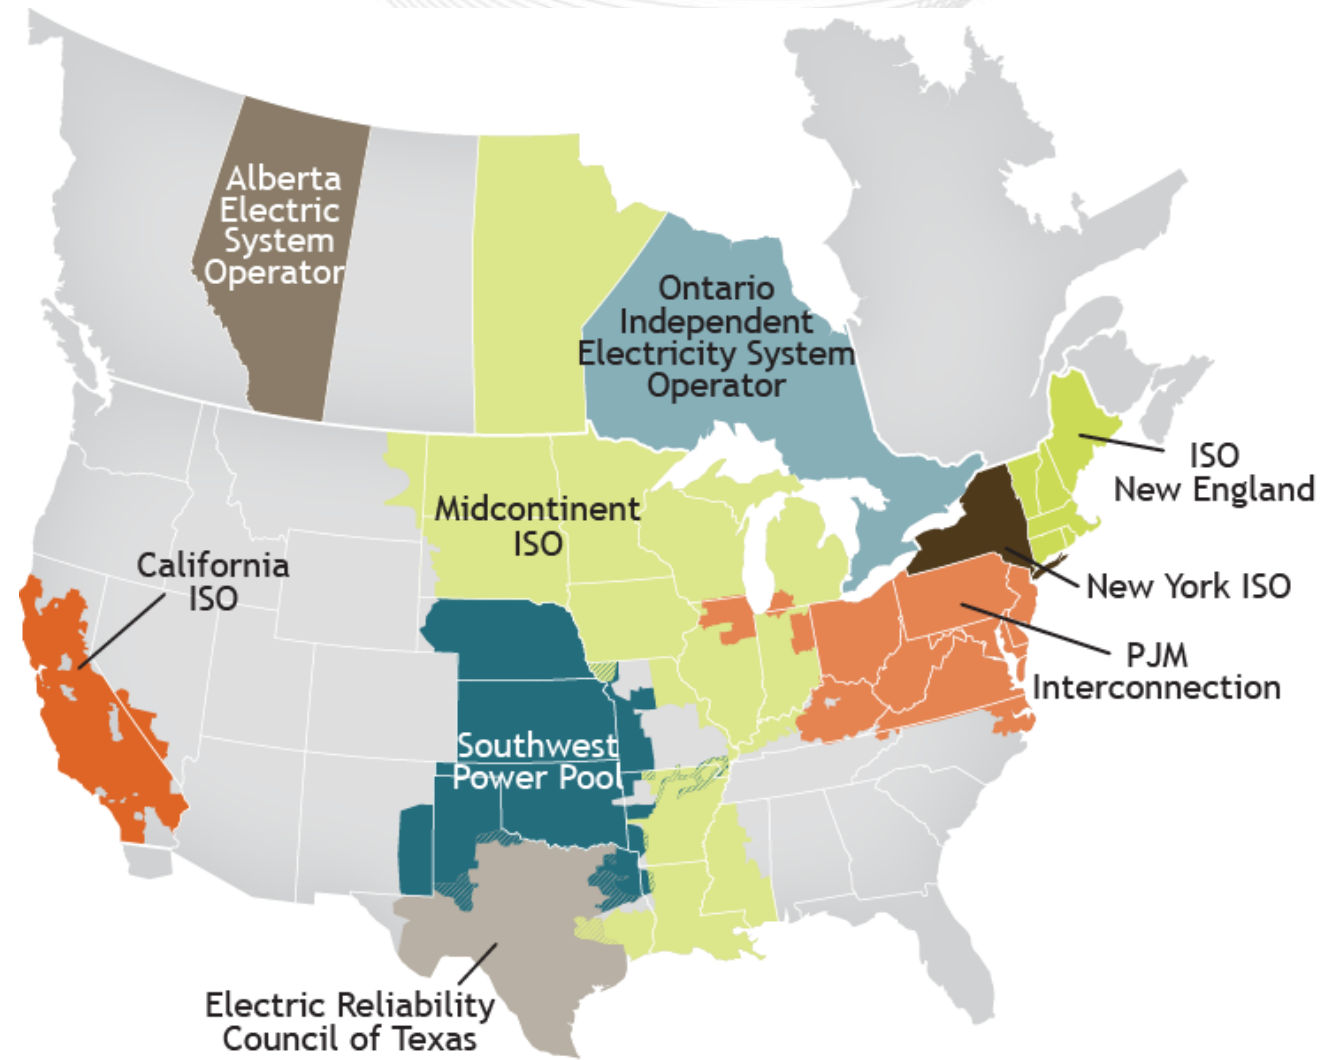 Alberta
Electric
System
Operator
Ontario
Independent
Electricity System
Operator
ISO
New England
Midcontinent
ISO
California
ISO
New York ISO
PJM
Interconnection
Southwest
Power Pool
Electric Reliability
Council of Texas